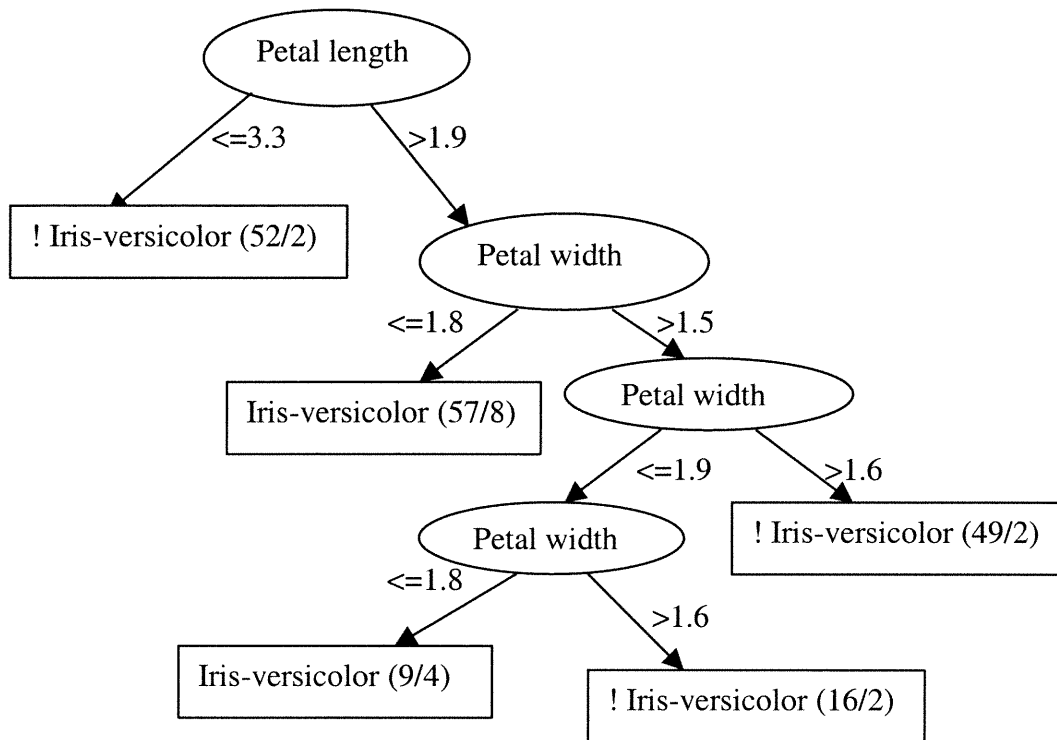 Petal length
<=3.3
>1.9
! Iris-versicolor (52/2)
Petal width
<=1.8
>1.5
Iris-versicolor (57/8)
Petal width
<=1.9
>1.6
Petal width
! Iris-versicolor (49/2)
<=1.8
>1.6
Iris-versicolor (9/4)
! Iris-versicolor (16/2)